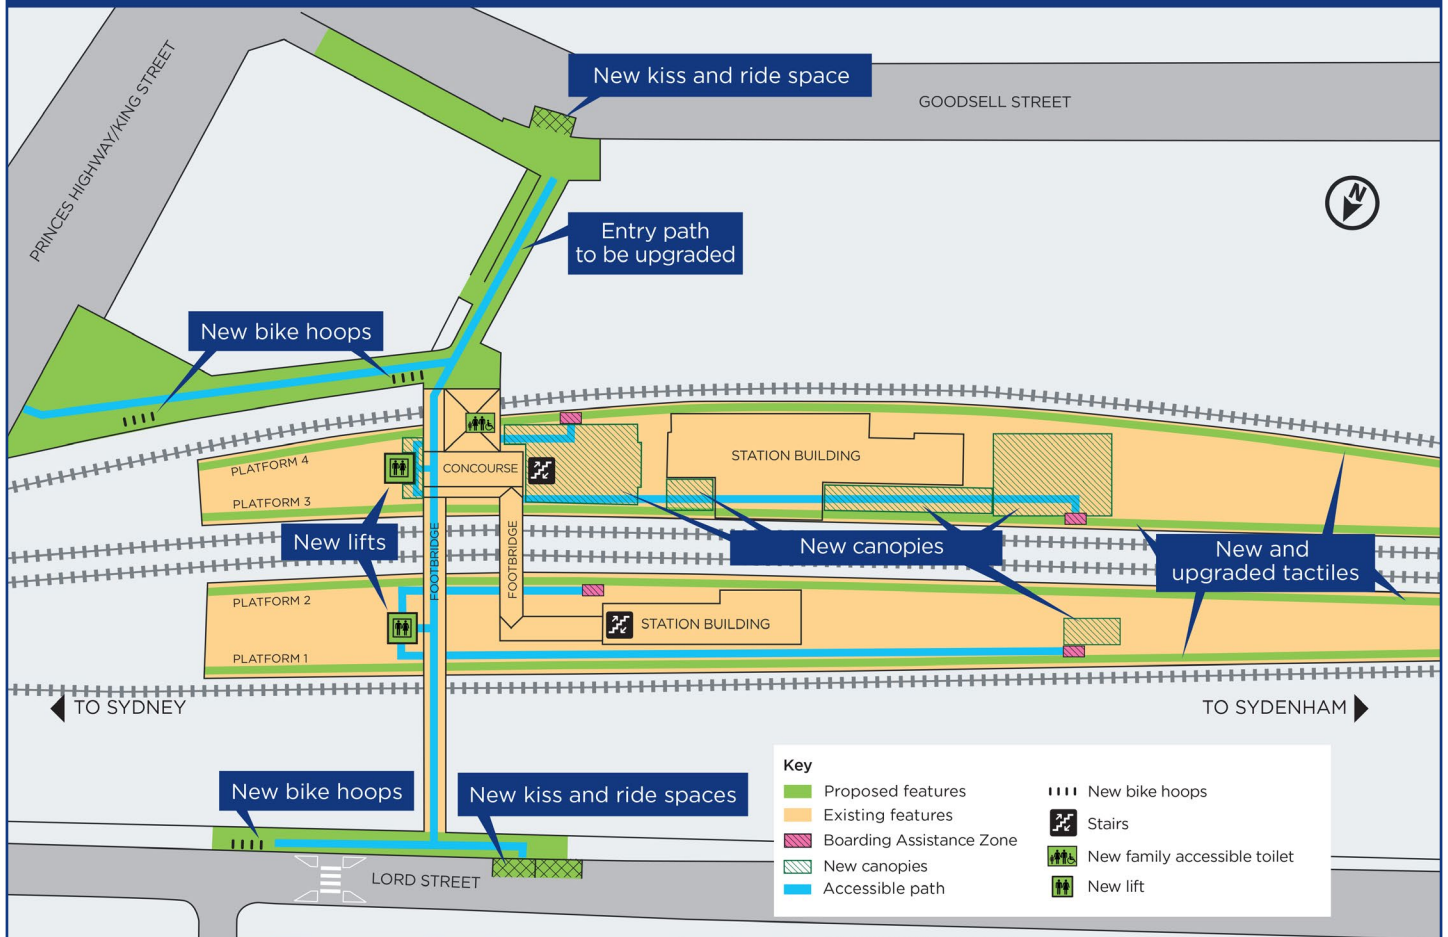 New kiss and ride space
GOODSELL STREET
PRINCES HIGHWAY/KING STREET
N
Entry path
to be upgraded
New bike hoops
PLATFORM 4
CONCOURSE
STATION BUILDING
PLATFORM 3
New lifts
FOOTBRIDGE
FOOTBRIDGE
New canopies
New and
upgraded tactiles
PLATFORM 2
STATION BUILDING
PLATFORM 1
TO SYDNEY
TO SYDENHAM
New bike hoops
New kiss and ride spaces
LORD STREET
Key
Proposed features
Existing features
Boarding Assistance Zone
New canopies
Accessible path
New bike hoops
Stairs
New family accessible toilet
New lift